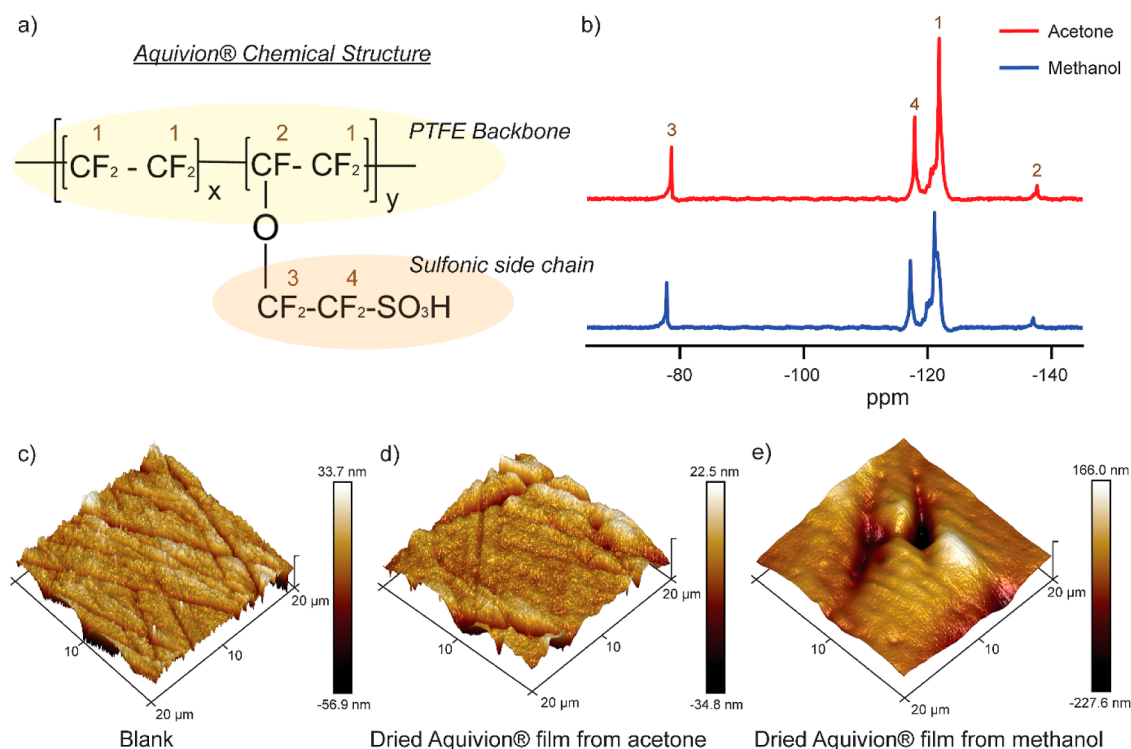 a)
Aquivion® Chemical Structure
1 1 2 1
PTFE Backbone
[[CF₂ - CF₂]x [CF- CF₂]]y
O
Sulfonic side chain
3 4
CF₂-CF₂-SO₃H
b)
Acetone
Methanol
1
4
3
2
-80 -100 -120 -140
ppm
c)
33.7 nm
-56.9 nm
10
10
20 µm
20 µm
Blank
d)
22.5 nm
-34.8 nm
10
10
20 µm
20 µm
Dried Aquivion® film from acetone
e)
166.0 nm
-227.6 nm
10
10
20 µm
20 µm
Dried Aquivion® film from methanol